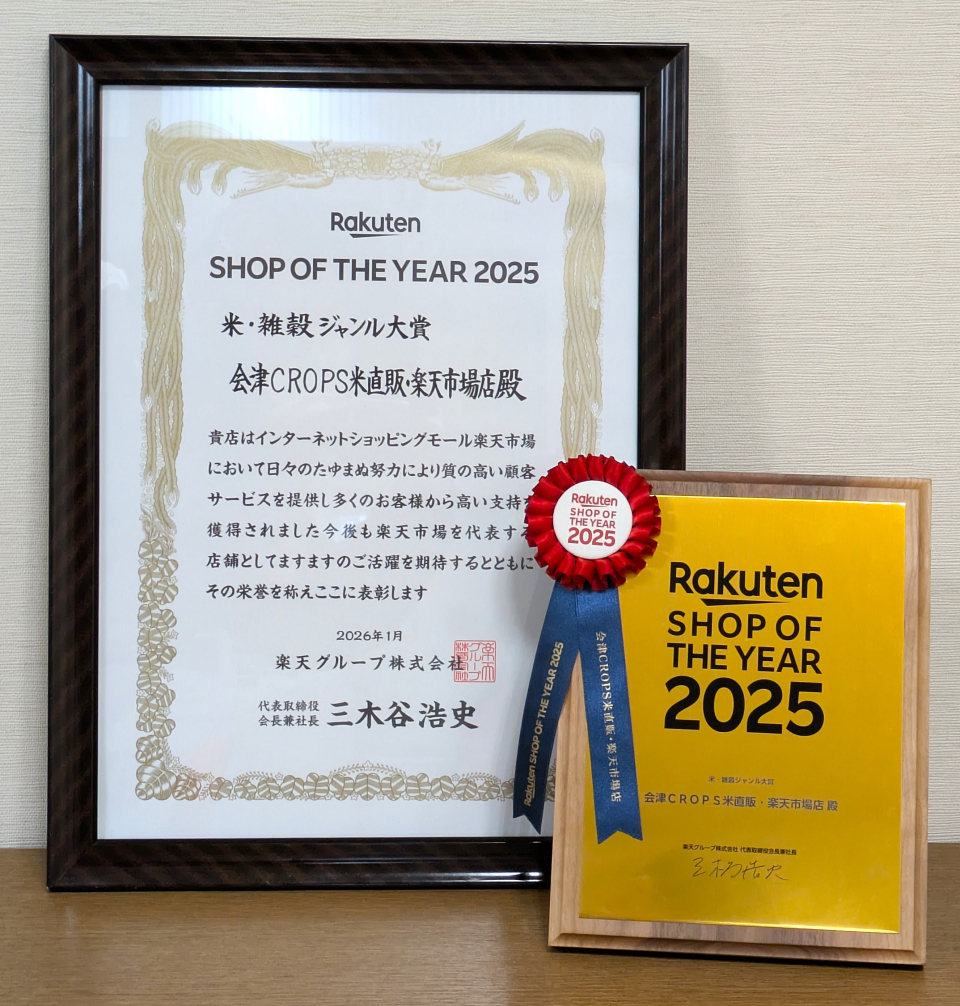 Rakuten
SHOP OF THE YEAR 2025
米・雑穀ジャンル大賞
会津CROPS米直販・楽天市場店殿
貴店はインターネットショッピングモール楽天市場
において日々のたゆまぬ努力により質の高い顧客
サービスを提供し多くのお客様から高い支持を
獲得されました今後も楽天市場を代表する
店舗としてますますのご活躍を期待するとともに
その栄誉を称えここに表彰します
2026年1月
楽天グループ株式会社
代表取締役
会長兼社長 三木谷浩史
Rakuten
SHOP OF
THE YEAR
2025
Rakuten SHOP OF THE YEAR 2025
会津CROPS米直販・楽天市場店
Rakuten
SHOP OF
THE YEAR
2025
米・雑穀ジャンル大賞
会津CROPS米直販・楽天市場店 殿
楽天グループ株式会社 代表取締役会長兼社長
三木谷浩史